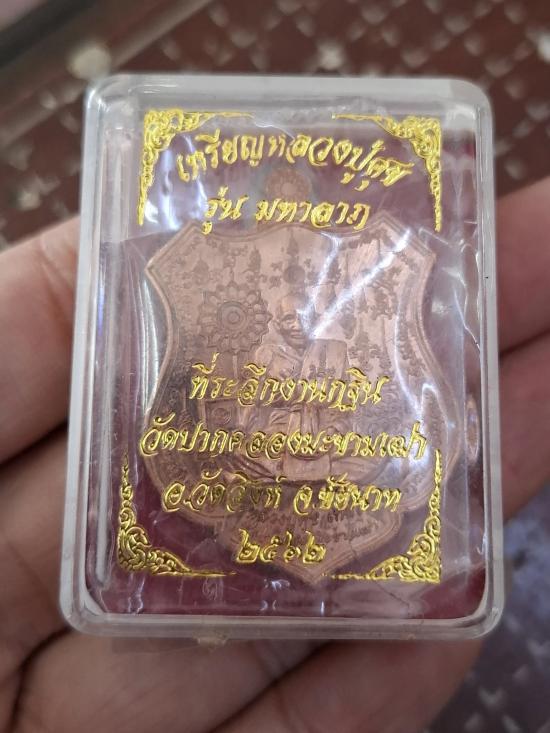 เหรียญหลวงปู่ศุข
รุ่น มหาลาภ
ที่ระลึกงานกฐิน
วัดปากคลองมะขามเฒ่า
อ.วัดสิงห์ จ.ชัยนาท
๒๕๖๒